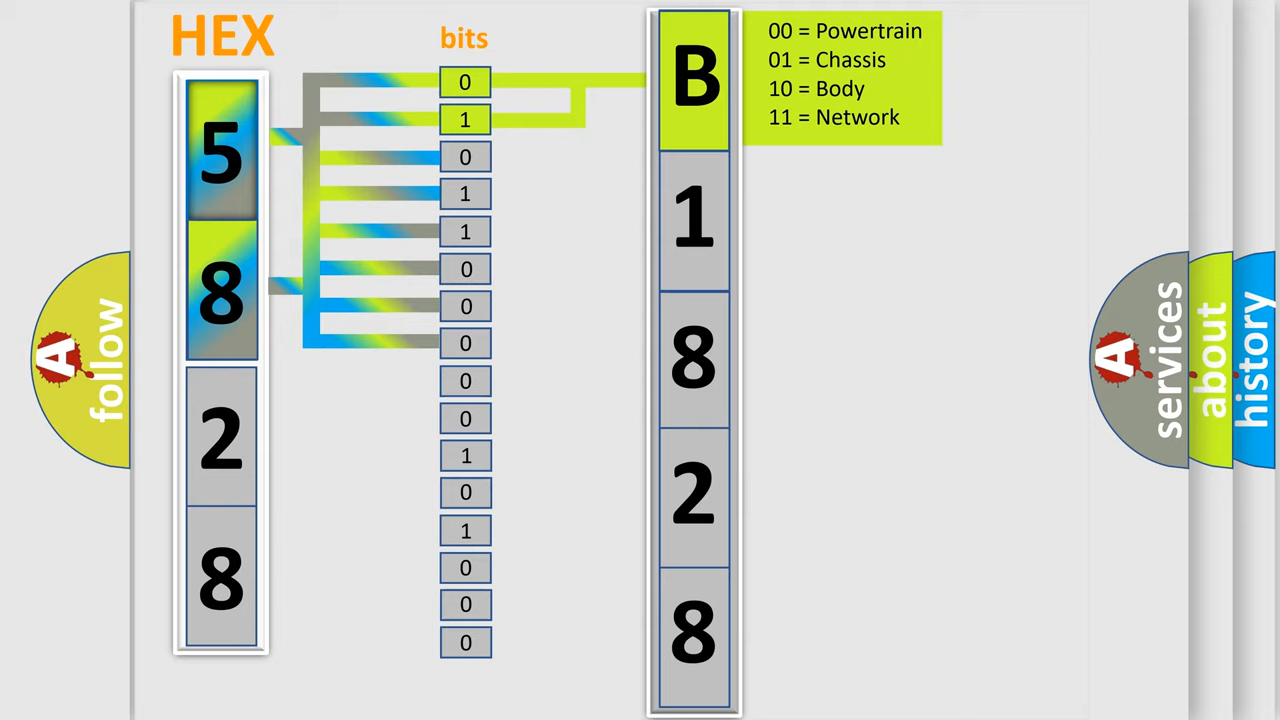 HEX
bits
5
8
2
8
0
1
0
1
1
0
0
0
0
0
1
0
1
0
0
0
B
1
8
2
8
00 = Powertrain
01 = Chassis
10 = Body
11 = Network
A follow
A services
about
history